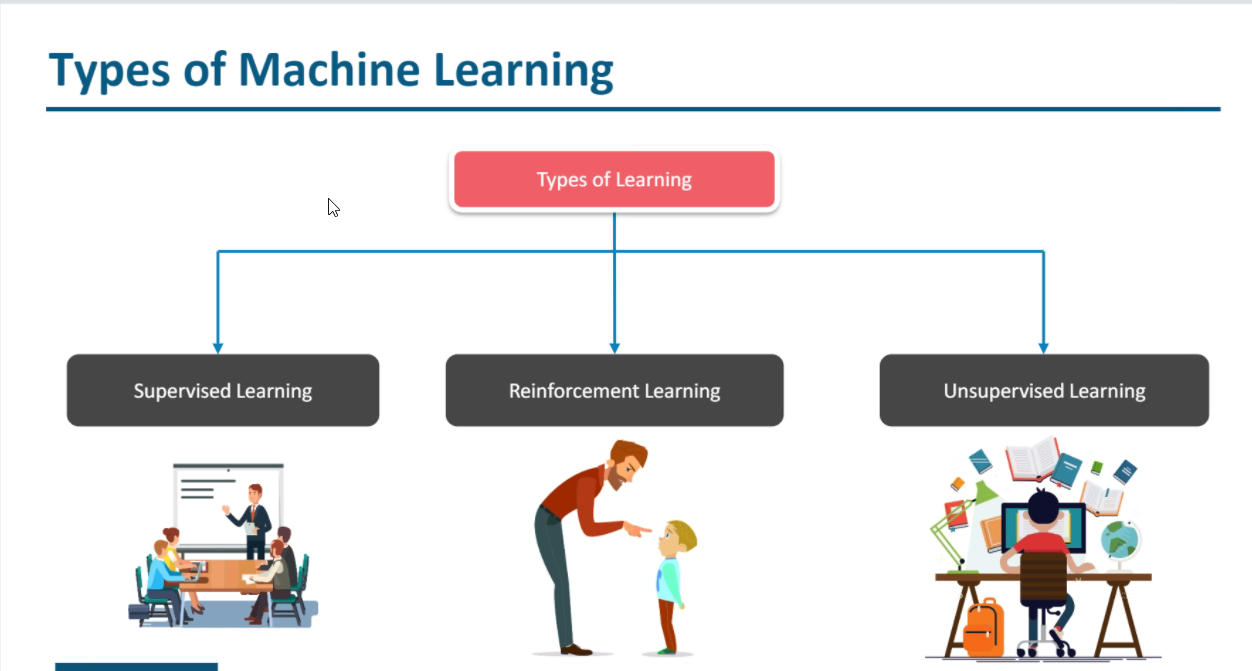 Types of Machine Learning
Types of Learning
Supervised Learning
Reinforcement Learning
Unsupervised Learning